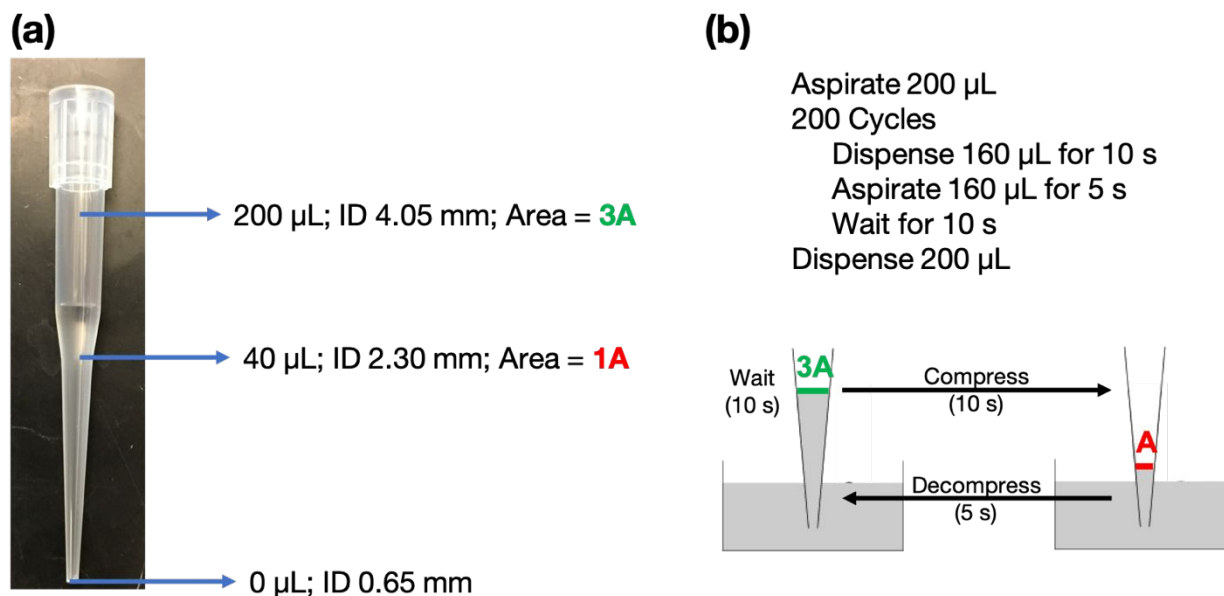 (a)
200 µL; ID 4.05 mm; Area = 3A
40 µL; ID 2.30 mm; Area = 1A
0 µL; ID 0.65 mm
(b)
Aspirate 200 µL
200 Cycles
Dispense 160 µL for 10 s
Aspirate 160 µL for 5 s
Wait for 10 s
Dispense 200 µL
Wait
(10 s)
3A
Compress
(10 s)
A
Decompress
(5 s)